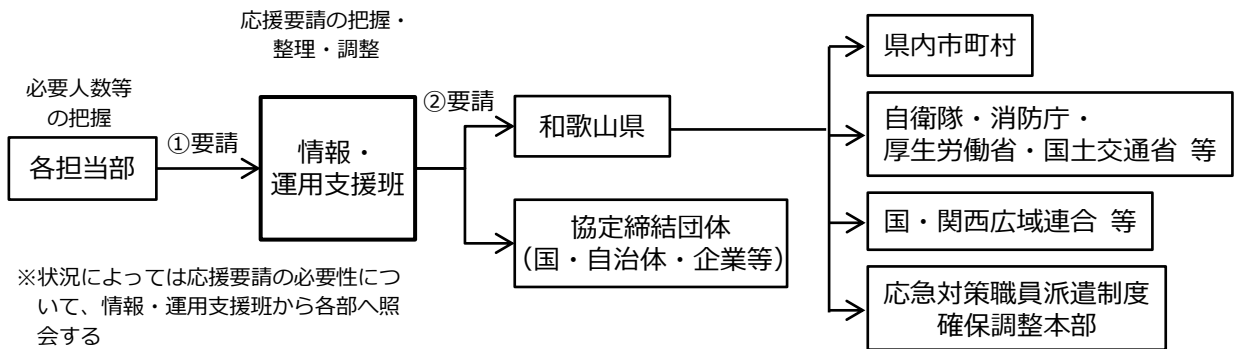 応援要請の把握・
整理・調整
必要人数等
の把握
各担当部
①要請
情報・
運用支援班
②要請
和歌山県
協定締結団体
（国・自治体・企業等）
県内市町村
自衛隊・消防庁・
厚生労働省・国土交通省 等
国・関西広域連合 等
応急対策職員派遣制度
確保調整本部
※状況によっては応援要請の必要性につ
いて、情報・運用支援班から各部へ照
会する